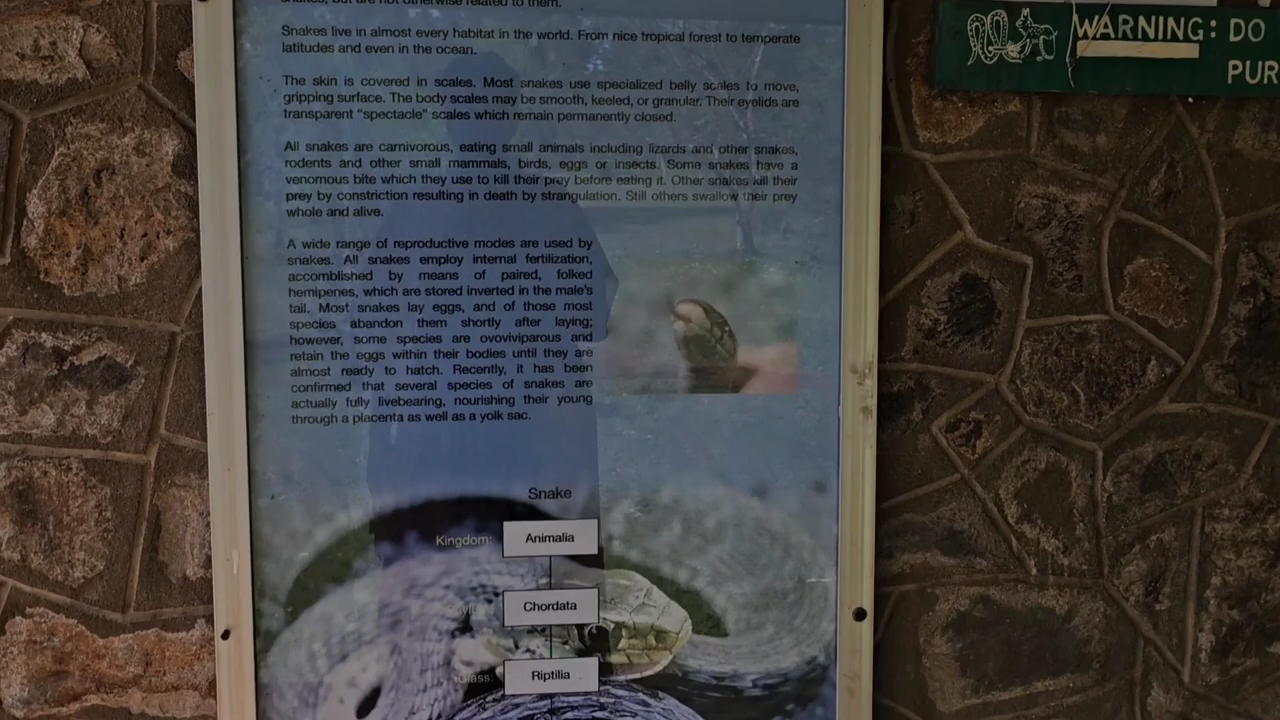 snakes, but are not otherwise related to them.
Snakes live in almost every habitat in the world. From nice tropical forest to temperate
latitudes and even in the ocean.
The skin is covered in scales. Most snakes use specialized belly scales to move,
gripping surface. The body scales may be smooth, keeled, or granular. Their eyelids are
transparent "spectacle" scales which remain permanently closed.
All snakes are carnivorous, eating small animals including lizards and other snakes,
rodents and other small mammals, birds, eggs or insects. Some snakes have a
venomous bite which they use to kill their prey before eating it. Other snakes kill their
prey by constriction resulting in death by strangulation. Still others swallow their prey
whole and alive.
A wide range of reproductive modes are used by
snakes. All snakes employ internal fertilization,
accomblished by means of paired, folked
hemipenes, which are stored inverted in the male's
tail. Most snakes lay eggs, and of those most
species abandon them shortly after laying;
however, some species are ovoviviparous and
retain the eggs within their bodies until they are
almost ready to hatch. Recently, it has been
confirmed that several species of snakes are
actually fully livebearing, nourishing their young
through a placenta as well as a yolk sac.
Snake
Kingdom: Animalia
Chordata
Class: Riptilia
WARNING: DO
PUR